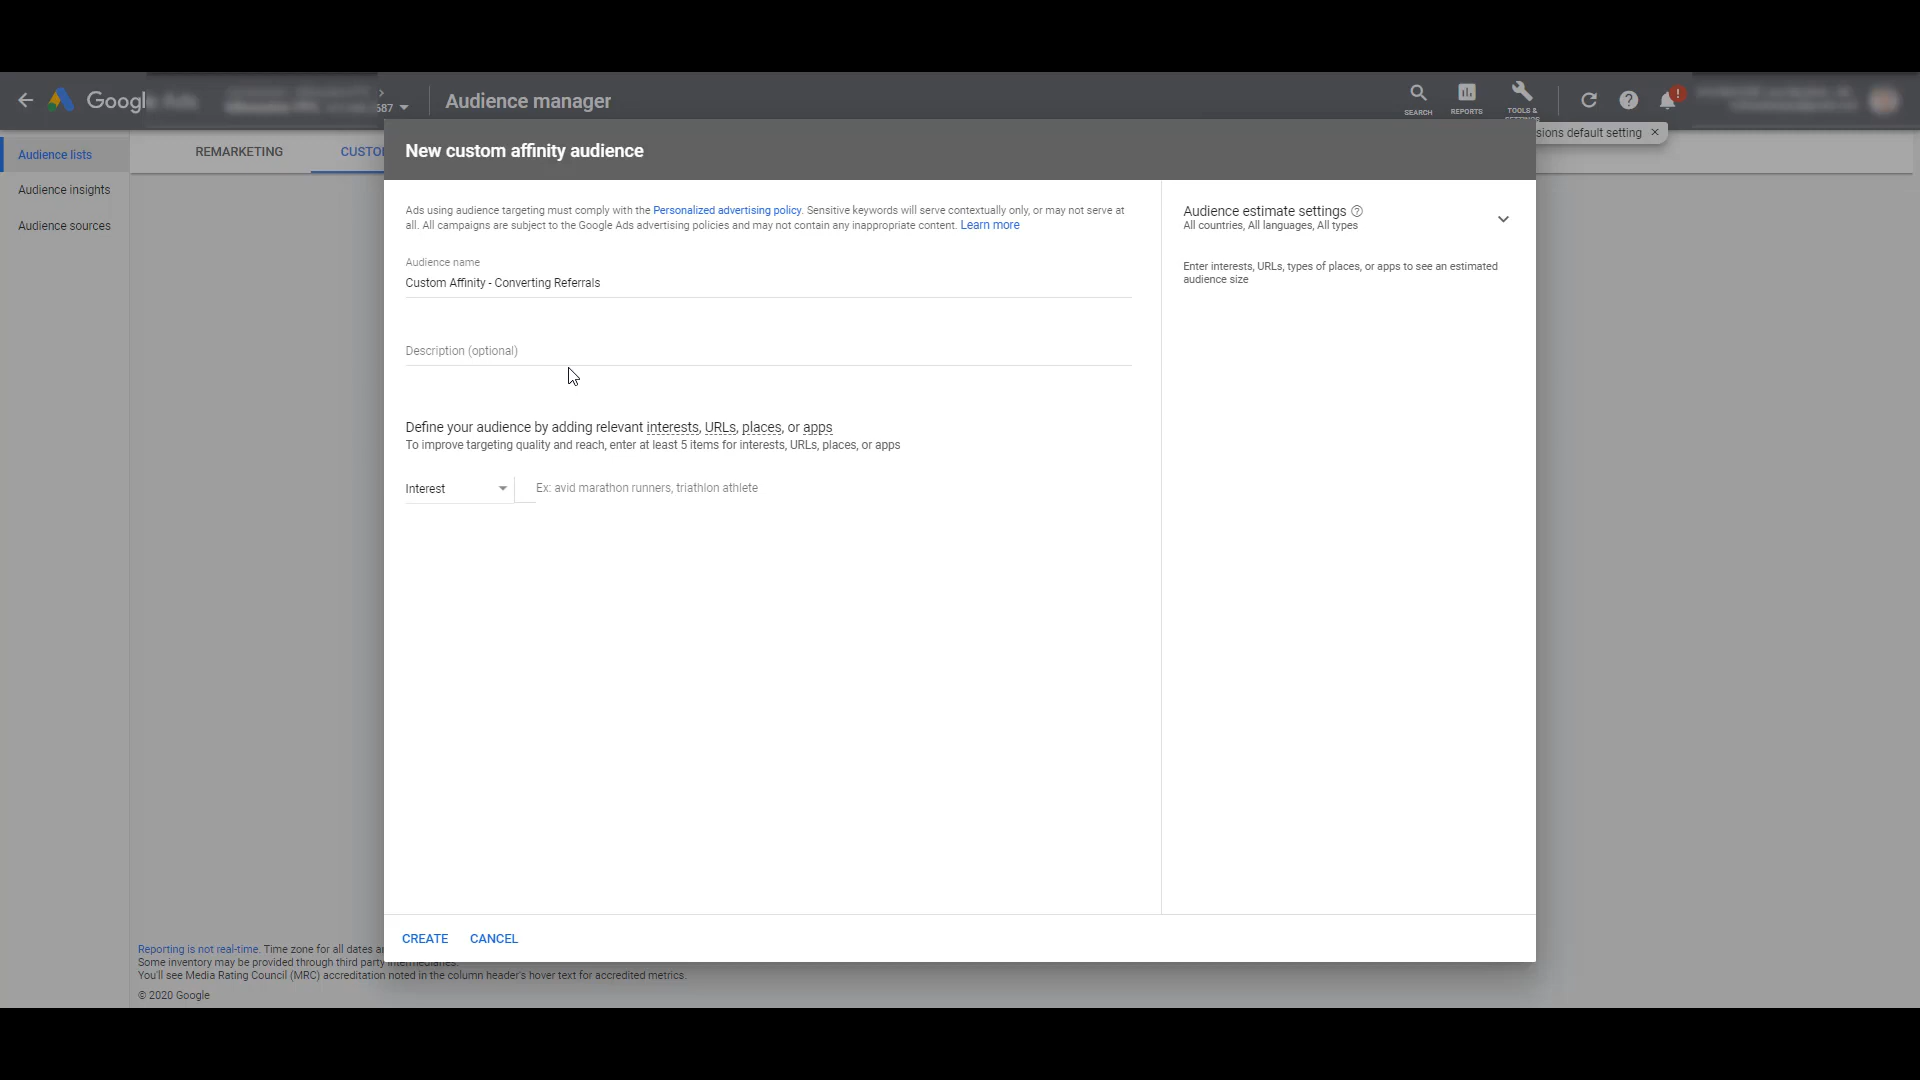 Googl
687
Audience manager
SEARCH
REPORTS
TOOLS &
!
sions default setting
Audience lists
Audience insights
Audience sources
REMARKETING
CUSTO
New custom affinity audience
Ads using audience targeting must comply with the Personalized advertising policy. Sensitive keywords will serve contextually only, or may not serve at
all. All campaigns are subject to the Google Ads advertising policies and may not contain any inappropriate content. Learn more
Audience name
Custom Affinity - Converting Referrals
Description (optional)
Define your audience by adding relevant interests, URLs, places, or apps
To improve targeting quality and reach, enter at least 5 items for interests, URLs, places, or apps
Interest
Ex: avid marathon runners, triathlon athlete
Audience estimate settings
All countries, All languages, All types
Enter interests, URLs, types of places, or apps to see an estimated
audience size
CREATE
CANCEL
Reporting is not real-time. Time zone for all dates a
Some inventory may be provided through third party intermediaries.
You'll see Media Rating Council (MRC) accreditation noted in the column header's hover text for accredited metrics.
© 2020 Google